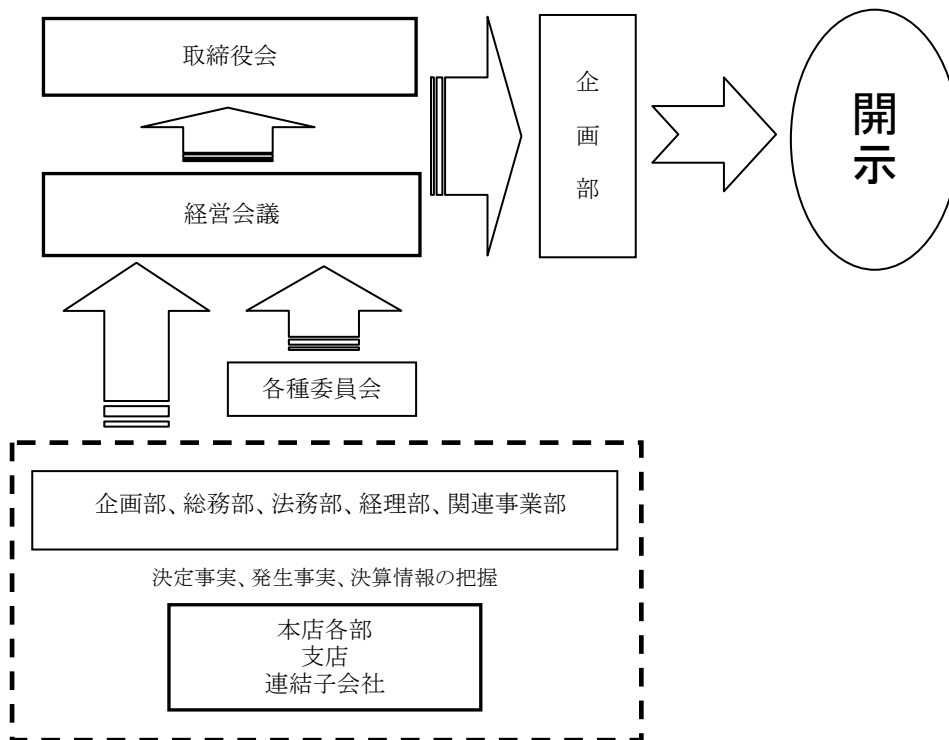 取締役会
企画部
開示
経営会議
各種委員会
企画部、総務部、法務部、経理部、関連事業部
決定事実、発生事実、決算情報の把握
本店各部
支店
連結子会社